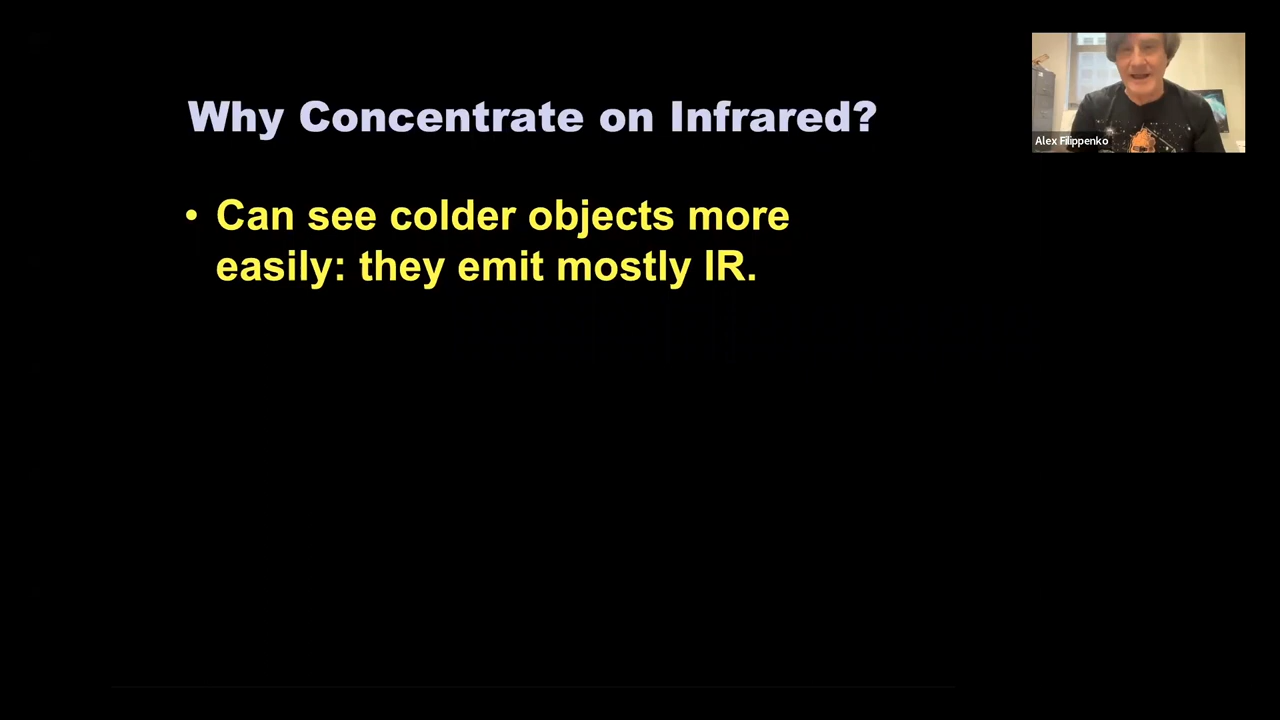 Why Concentrate on Infrared?
• Can see colder objects more
easily: they emit mostly IR.
Alex Filippenko